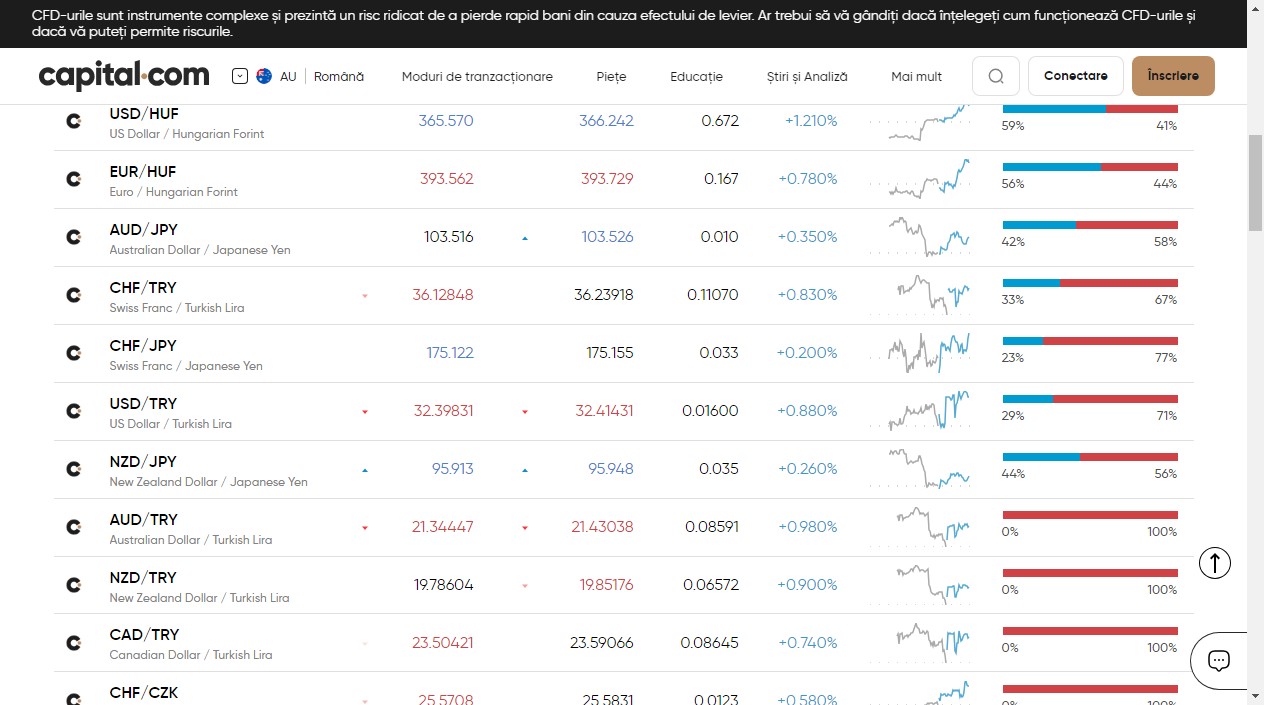 CFD-urile sunt instrumente complexe și prezintă un risc ridicat de a pierde rapid bani din cauza efectului de levier. Ar trebui să vă gândiți dacă înțelegeți cum funcționează CFD-urile și
dacă vă puteți permite riscurile.
capital.com AU Română Moduri de tranzacționare Piețe Educație Știri și Analiză Mai mult Conectare Înscriere
USD/HUF 365.570 366.242 0.672 +1.210%
US Dollar / Hungarian Forint 59% 41%
EUR/HUF 393.562 393.729 0.167 +0.780%
Euro / Hungarian Forint 56% 44%
AUD/JPY 103.516 103.526 0.010 +0.350%
Australian Dollar / Japanese Yen 42% 58%
CHF/TRY 36.12848 36.23918 0.11070 +0.830%
Swiss Franc / Turkish Lira 33% 67%
CHF/JPY 175.122 175.155 0.033 +0.200%
Swiss Franc / Japanese Yen 23% 77%
USD/TRY 32.39831 32.41431 0.01600 +0.880%
US Dollar / Turkish Lira 29% 71%
NZD/JPY 95.913 95.948 0.035 +0.260%
New Zealand Dollar / Japanese Yen 44% 56%
AUD/TRY 21.34447 21.43038 0.08591 +0.980%
Australian Dollar / Turkish Lira 0% 100%
NZD/TRY 19.78604 19.85176 0.06572 +0.900%
New Zealand Dollar / Turkish Lira 0% 100%
CAD/TRY 23.50421 23.59066 0.08645 +0.740%
Canadian Dollar / Turkish Lira 0% 100%
CHF/CZK 25.5708 25.5831 0.0123 +0.580%
0% 100%